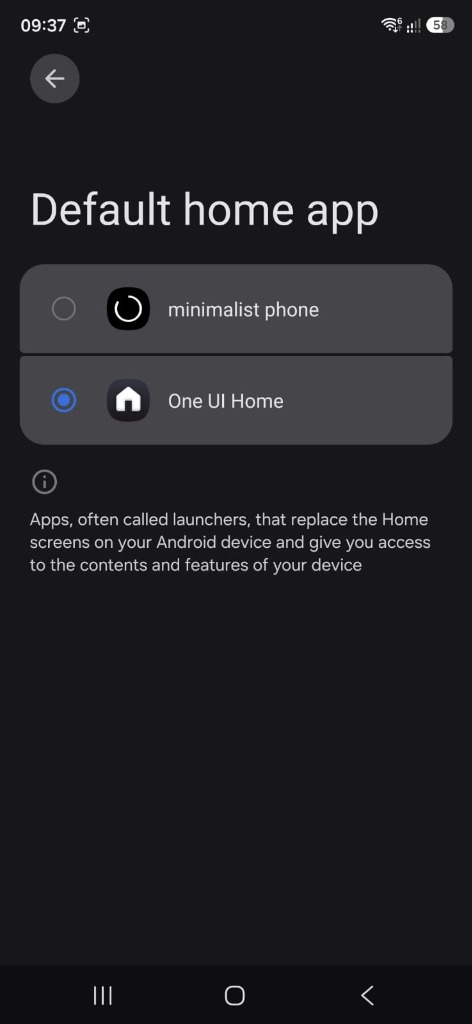 09:37
6
58
Default home app
minimalist phone
One UI Home
Apps, often called launchers, that replace the Home
screens on your Android device and give you access
to the contents and features of your device